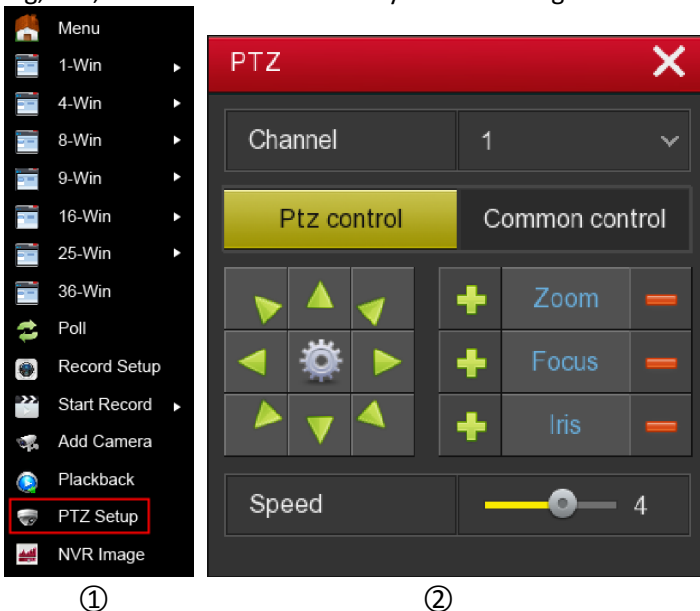 Menu
1-Win
4-Win
8-Win
9-Win
16-Win
25-Win
36-Win
Poll
Record Setup
Start Record
Add Camera
Plackback
PTZ Setup
NVR Image
①
PTZ
Channel 1
Ptz control Common control
Zoom
Focus
Iris
Speed 4
②